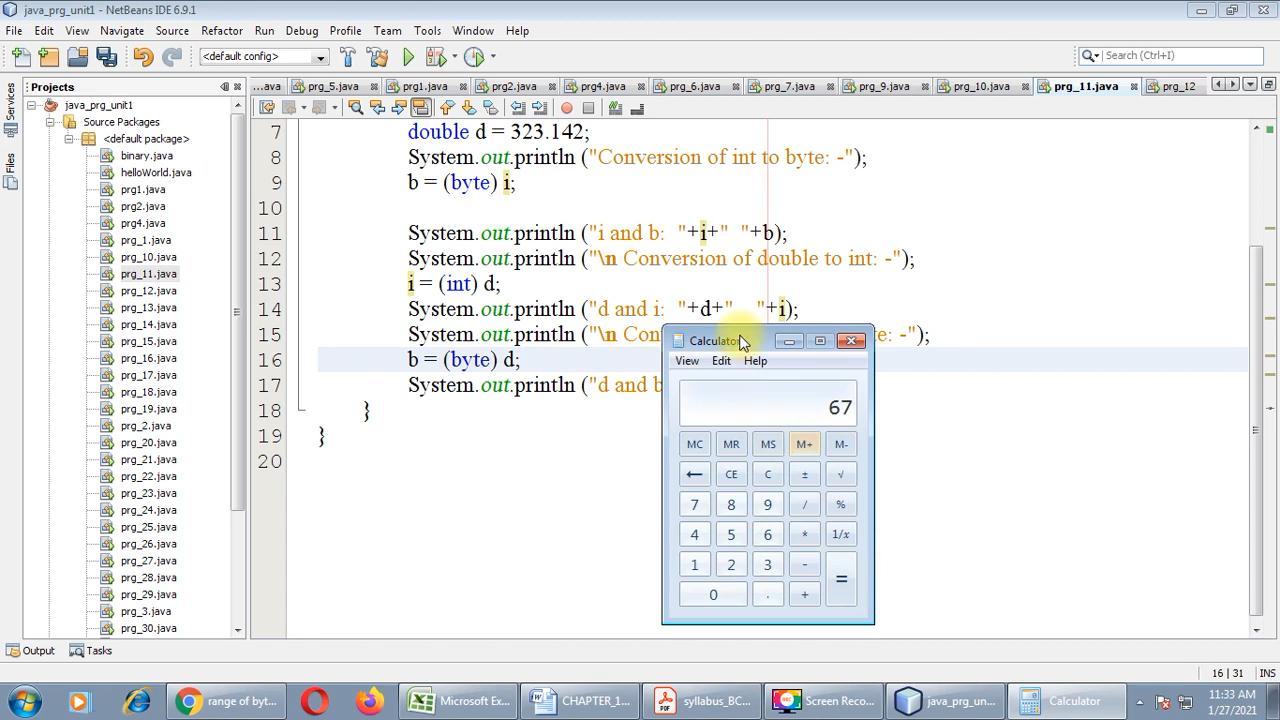 java_prg_unit1 - NetBeans IDE 6.9.1
File Edit View Navigate Source Refactor Run Debug Profile Team Tools Window Help
<default config>
Search (Ctrl+I)
Projects
...ava prg_5.java prg1.java prg2.java prg4.java prg_6.java prg_7.java prg_9.java prg_10.java prg_11.java prg_12
Services
Files
java_prg_unit1
Source Packages
<default package>
binary.java
helloWorld.java
prg1.java
prg2.java
prg4.java
prg_1.java
prg_10.java
prg_11.java
prg_12.java
prg_13.java
prg_14.java
prg_15.java
prg_16.java
prg_17.java
prg_18.java
prg_19.java
prg_2.java
prg_20.java
prg_21.java
prg_22.java
prg_23.java
prg_24.java
prg_25.java
prg_26.java
prg_27.java
prg_28.java
prg_29.java
prg_3.java
prg_30.java
7 double d = 323.142;
8 System.out.println ("Conversion of int to byte: -");
9 b = (byte) i;
10
11 System.out.println ("i and b: "+i+" "+b);
12 System.out.println ("\n Conversion of double to int: -");
13 i = (int) d;
14 System.out.println ("d and i: "+d+" "+i);
15 System.out.println ("\n Con te: -");
16 b = (byte) d;
17 System.out.println ("d and b
18 }
19 }
20
Calculator
View Edit Help
67
MC MR MS M+ M-
← CE C ± √
7 8 9 / %
4 5 6 * 1/x
1 2 3 - =
0 . +
Output Tasks
16 | 31 INS
range of byt... Microsoft Ex... CHAPTER_1... syllabus_BC... Screen Reco... java_prg_un... Calculator
11:33 AM
1/27/2021